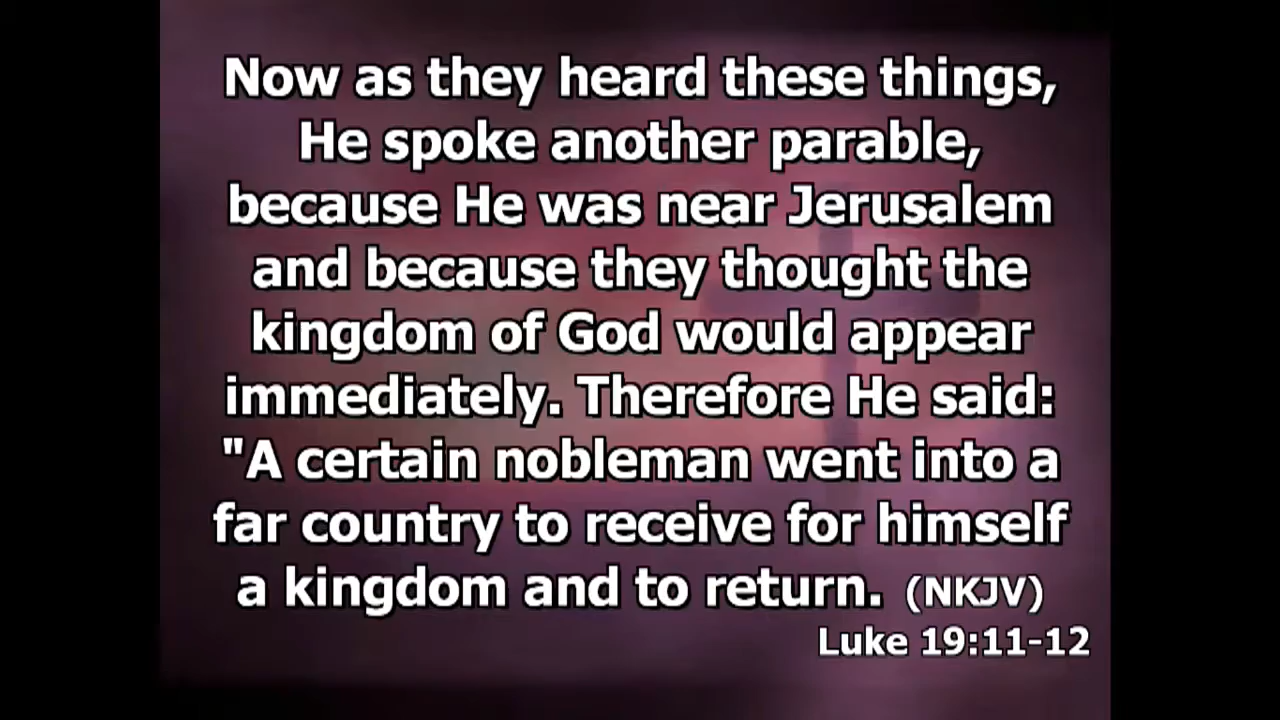 Now as they heard these things,
He spoke another parable,
because He was near Jerusalem
and because they thought the
kingdom of God would appear
immediately. Therefore He said:
"A certain nobleman went into a
far country to receive for himself
a kingdom and to return. (NKJV)
Luke 19:11-12